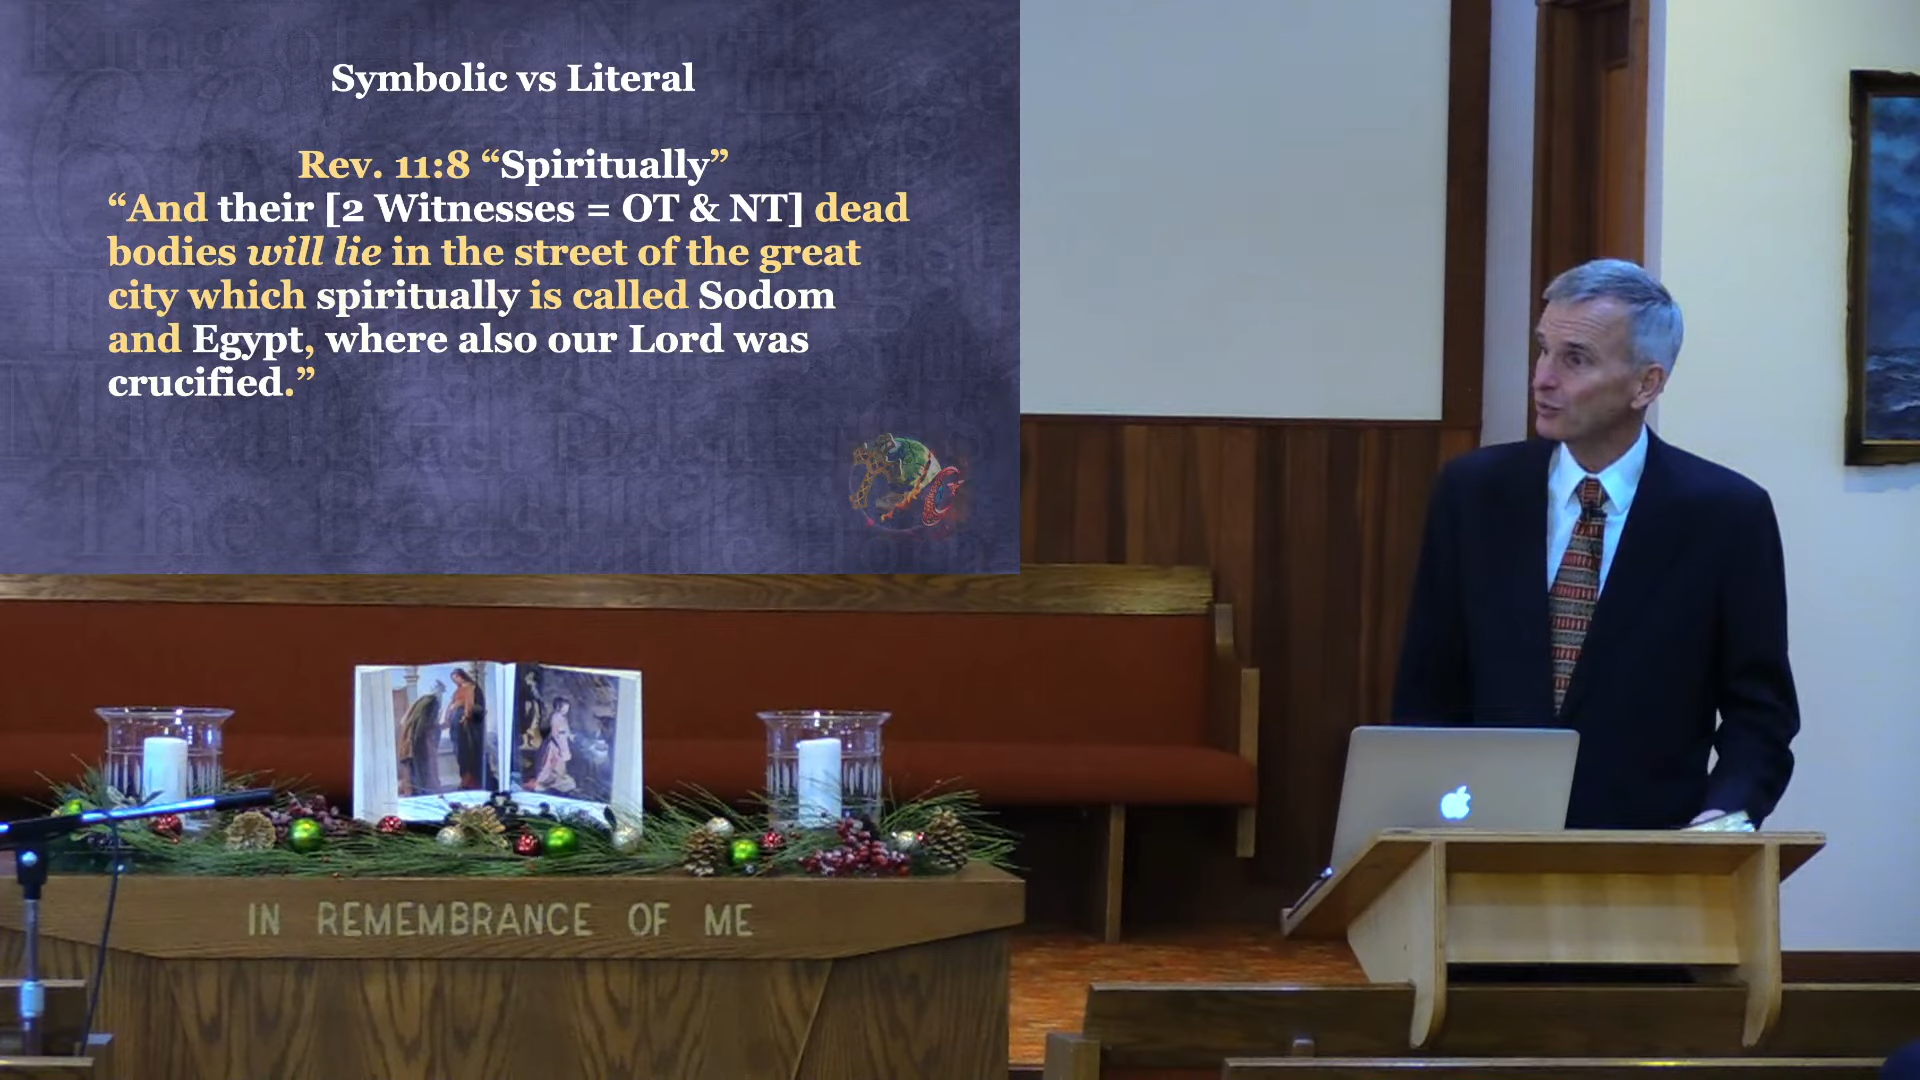 Symbolic vs Literal
Rev. 11:8 “Spiritually”
“And their [2 Witnesses = OT & NT] dead
bodies will lie in the street of the great
city which spiritually is called Sodom
and Egypt, where also our Lord was
crucified.”
IN REMEMBRANCE OF ME